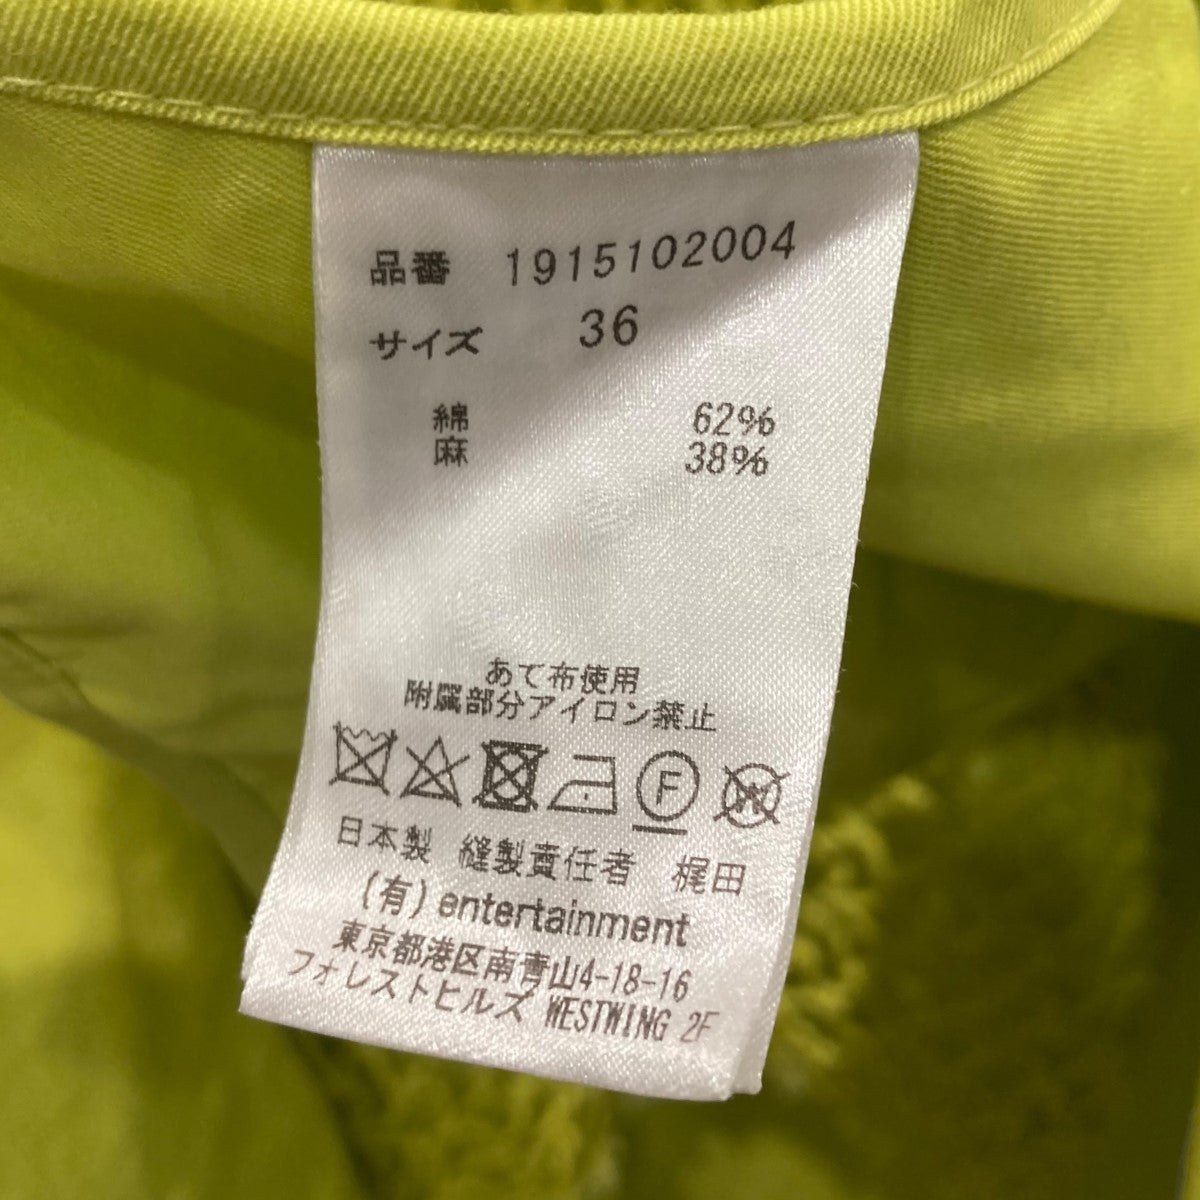 品番 1915102004
サイズ 36
綿 62%
麻 38%
あて布使用
附属部分アイロン禁止
F W
日本製 縫製責任者 梶田
(有) entertainment
東京都港区南青山4-18-16
フォレストヒルズ WESTWING 2F